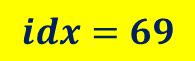 idx = 69